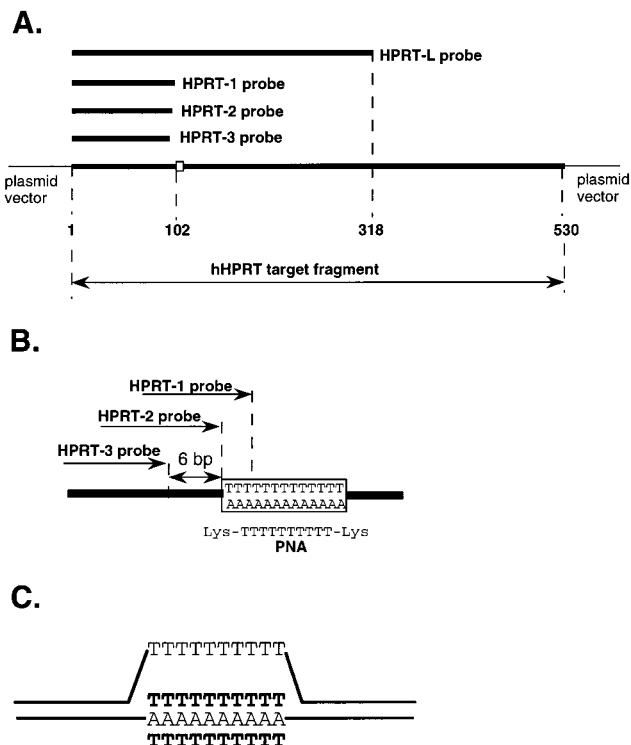 A.
HPRT-L probe
HPRT-1 probe
HPRT-2 probe
HPRT-3 probe
plasmid
vector
plasmid
vector
1
102
318
530
hHPRT target fragment
B.
HPRT-1 probe
HPRT-2 probe
HPRT-3 probe
6 bp
TTTTTTTTTTTTT
AAAAAAAAAAAAA
Lys-TTTTTTTTTT-Lys
PNA
C.
TTTTTTTTTT
TTTTTTTTTT
AAAAAAAAAA
TTTTTTTTTT